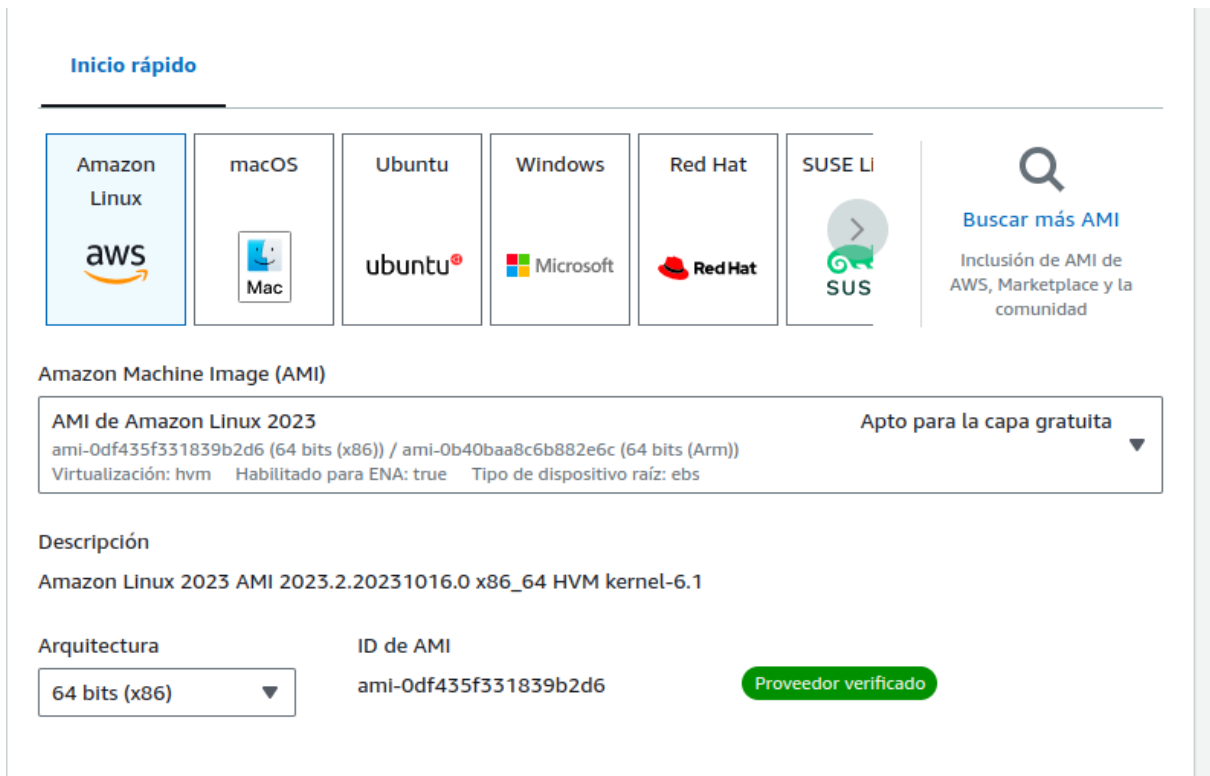 Inicio rápido
Amazon
Linux
aws
macOS
Mac
Ubuntu
ubuntu
Windows
Microsoft
Red Hat
Red Hat
SUSE Li
SUS
Buscar más AMI
Inclusión de AMI de
AWS, Marketplace y la
comunidad
Amazon Machine Image (AMI)
AMI de Amazon Linux 2023 Apto para la capa gratuita
ami-0df435f331839b2d6 (64 bits (x86)) / ami-0b40baa8c6b882e6c (64 bits (Arm))
Virtualización: hvm Habilitado para ENA: true Tipo de dispositivo raíz: ebs
Descripción
Amazon Linux 2023 AMI 2023.2.20231016.0 x86_64 HVM kernel-6.1
Arquitectura ID de AMI
64 bits (x86) ami-0df435f331839b2d6 Proveedor verificado